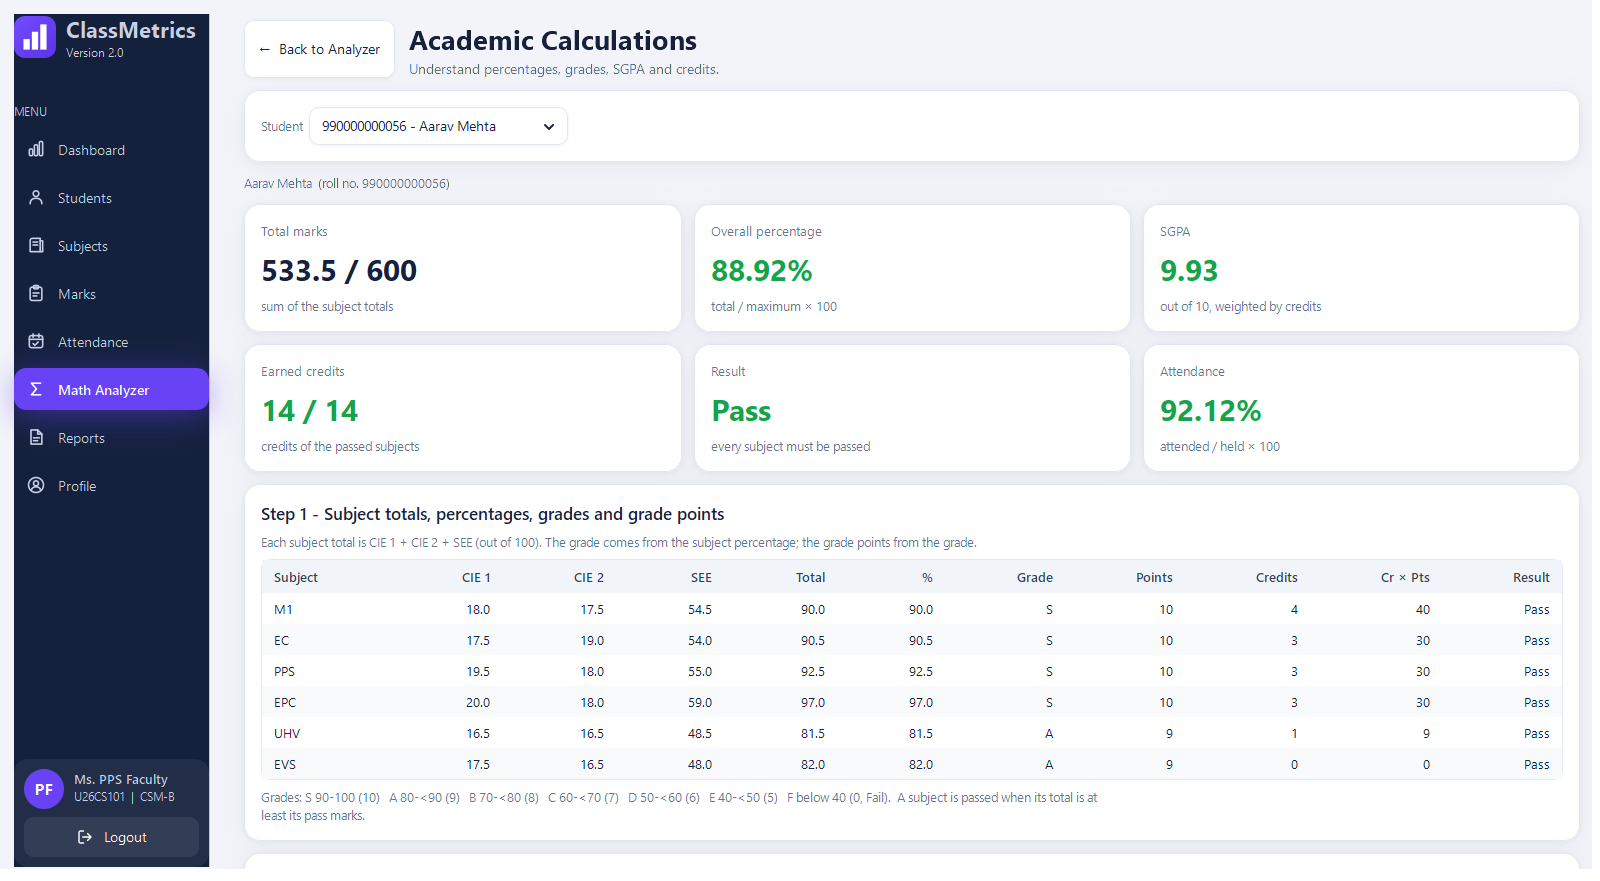 ClassMetrics
Version 2.0
MENU
Dashboard
Students
Subjects
Marks
Attendance
Math Analyzer
Reports
Profile
PF
Ms. PPS Faculty
U26CS101 | CSM-B
Logout
← Back to Analyzer
Academic Calculations
Understand percentages, grades, SGPA and credits.
Student 990000000056 - Aarav Mehta
Aarav Mehta (roll no. 990000000056)
Total marks
533.5 / 600
sum of the subject totals
Overall percentage
88.92%
total / maximum × 100
SGPA
9.93
out of 10, weighted by credits
Earned credits
14 / 14
credits of the passed subjects
Result
Pass
every subject must be passed
Attendance
92.12%
attended / held × 100
Step 1 - Subject totals, percentages, grades and grade points
Each subject total is CIE 1 + CIE 2 + SEE (out of 100). The grade comes from the subject percentage; the grade points from the grade.
Subject CIE 1 CIE 2 SEE Total % Grade Points Credits Cr × Pts Result
M1 18.0 17.5 54.5 90.0 90.0 S 10 4 40 Pass
EC 17.5 19.0 54.0 90.5 90.5 S 10 3 30 Pass
PPS 19.5 18.0 55.0 92.5 92.5 S 10 3 30 Pass
EPC 20.0 18.0 59.0 97.0 97.0 S 10 3 30 Pass
UHV 16.5 16.5 48.5 81.5 81.5 A 9 1 9 Pass
EVS 17.5 16.5 48.0 82.0 82.0 A 9 0 0 Pass
Grades: S 90-100 (10) A 80-<90 (9) B 70-<80 (8) C 60-<70 (7) D 50-<60 (6) E 40-<50 (5) F below 40 (0, Fail). A subject is passed when its total is at
least its pass marks.